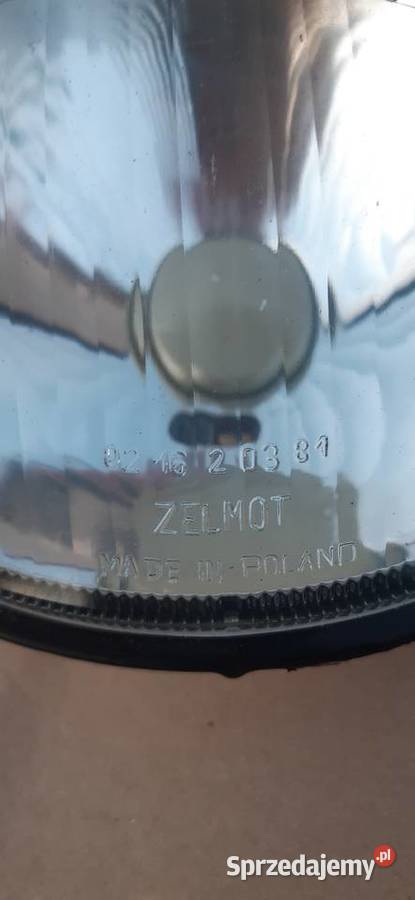 02 16 2 03 81
ZELMOT
MADE IN POLAND
Sprzedajemy.pl